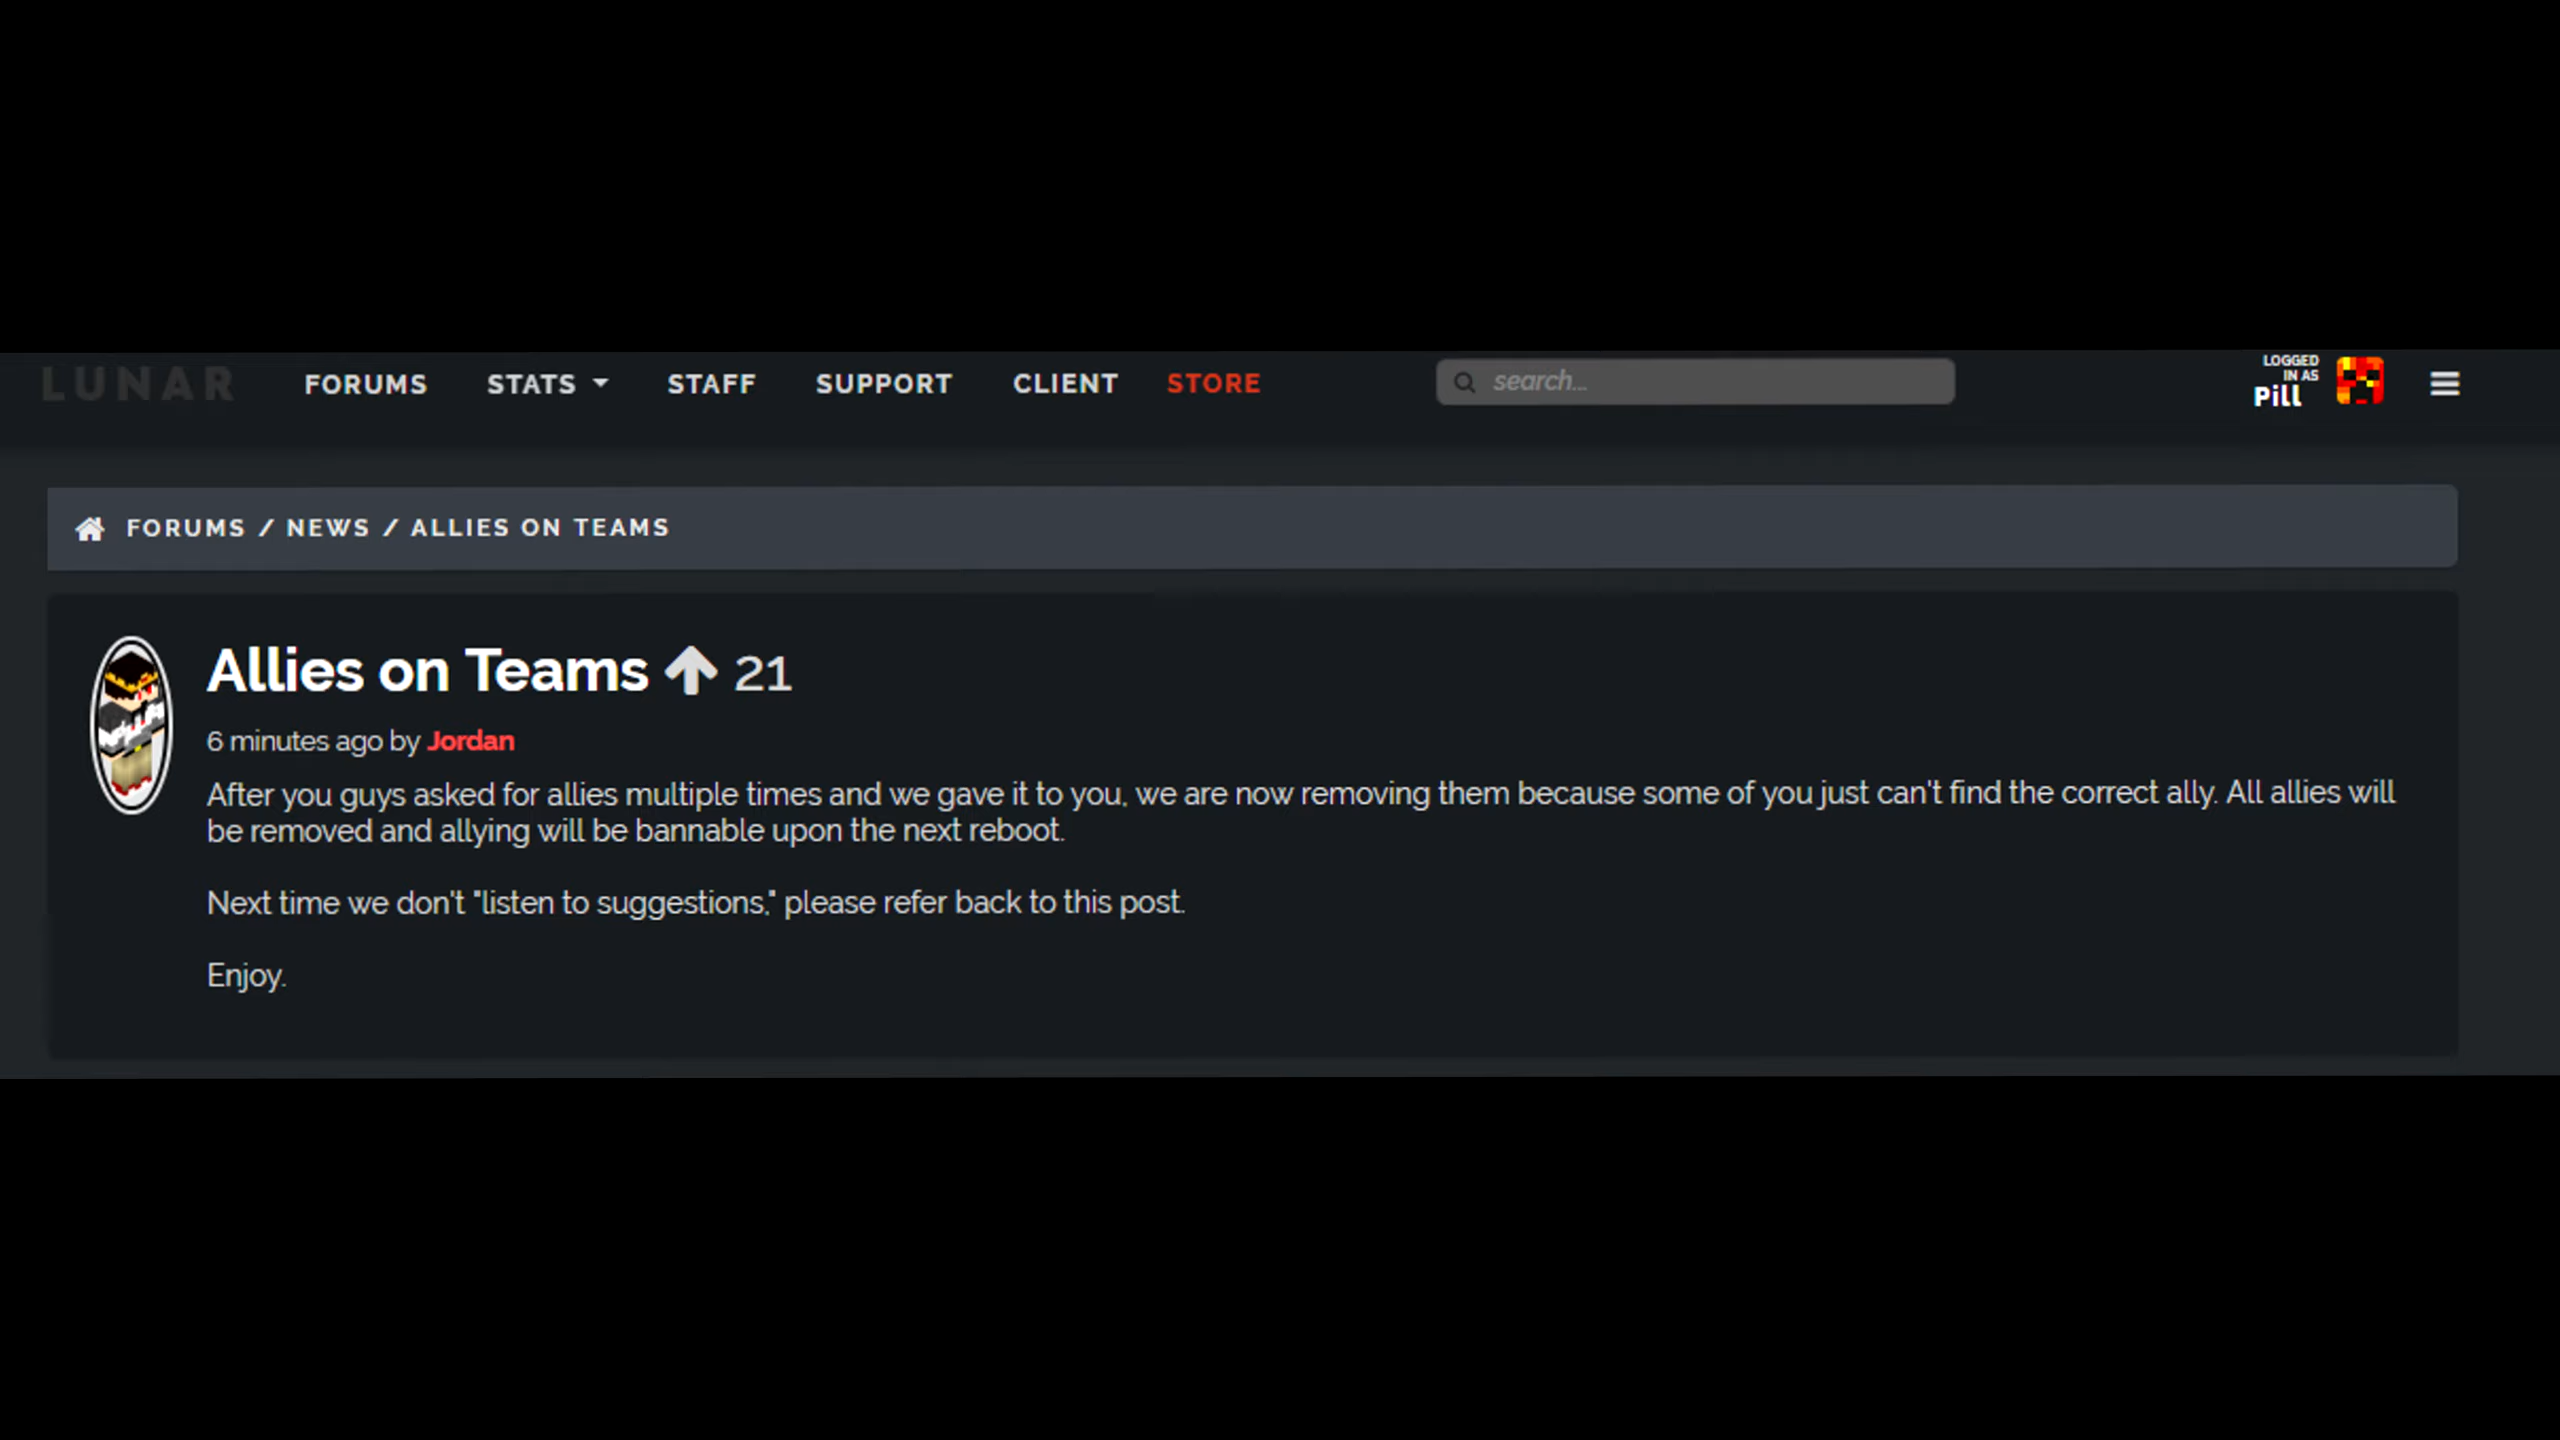 LUNAR FORUMS STATS STAFF SUPPORT CLIENT STORE search... LOGGED IN AS Pill
FORUMS / NEWS / ALLIES ON TEAMS
Allies on Teams 21
6 minutes ago by Jordan
After you guys asked for allies multiple times and we gave it to you, we are now removing them because some of you just can't find the correct ally. All allies will
be removed and allying will be bannable upon the next reboot.
Next time we don't "listen to suggestions," please refer back to this post.
Enjoy.